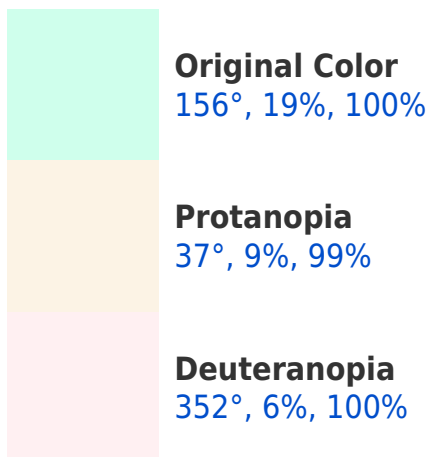 Original Color
156°, 19%, 100%
Protanopia
37°, 9%, 99%
Deuteranopia
352°, 6%, 100%